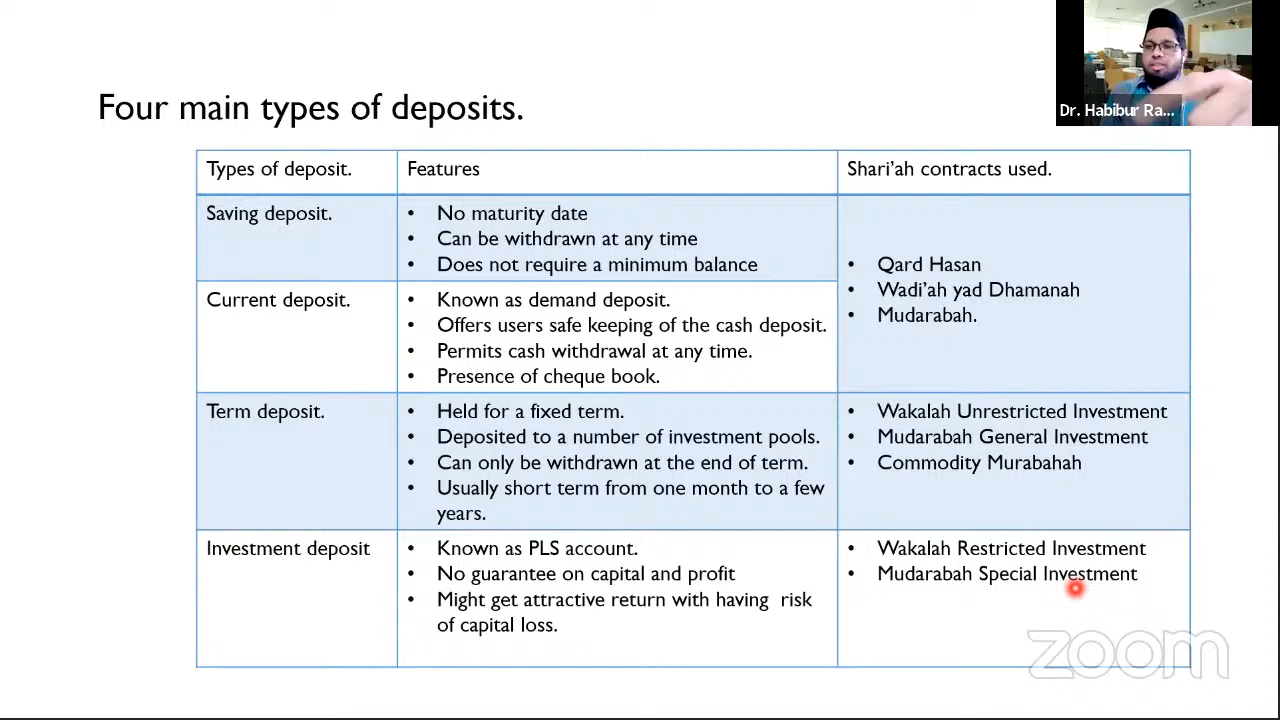 Dr. Habibur Ra...
Four main types of deposits.
Types of deposit.
Features
Shari'ah contracts used.
Saving deposit.
• No maturity date
• Can be withdrawn at any time
• Does not require a minimum balance
• Qard Hasan
• Wadi'ah yad Dhamanah
• Mudarabah.
Current deposit.
• Known as demand deposit.
• Offers users safe keeping of the cash deposit.
• Permits cash withdrawal at any time.
• Presence of cheque book.
Term deposit.
• Held for a fixed term.
• Deposited to a number of investment pools.
• Can only be withdrawn at the end of term.
• Usually short term from one month to a few
years.
• Wakalah Unrestricted Investment
• Mudarabah General Investment
• Commodity Murabahah
Investment deposit
• Known as PLS account.
• No guarantee on capital and profit
• Might get attractive return with having risk
of capital loss.
• Wakalah Restricted Investment
• Mudarabah Special Investment
zoom